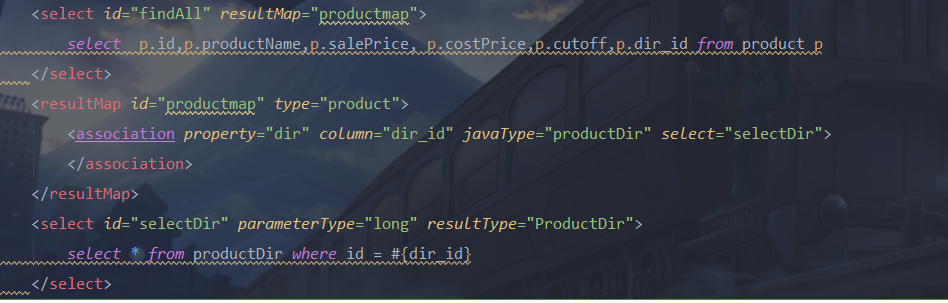 <select id="findAll" resultMap="productmap">
select p.id,p.productName,p.salePrice, p.costPrice,p.cutoff,p.dir_id from product p
</select>
<resultMap id="productmap" type="product">
<association property="dir" column="dir_id" javaType="productDir" select="selectDir">
</association>
</resultMap>
<select id="selectDir" parameterType="long" resultType="ProductDir">
select * from productDir where id = #{dir_id}
</select>